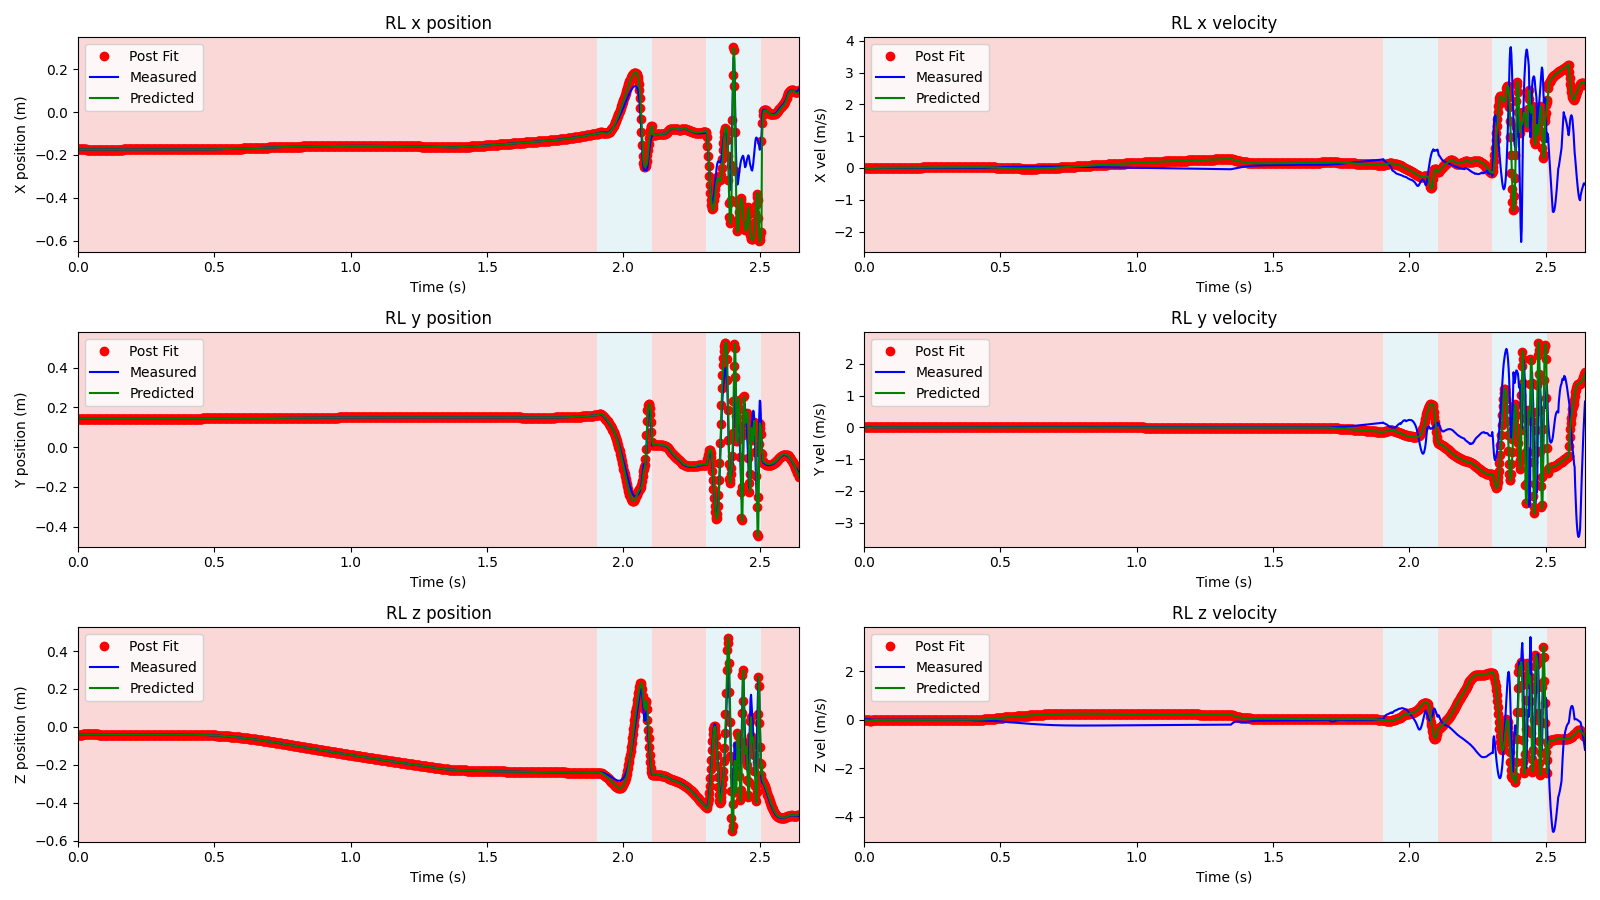 RL x position
X position (m)
0.2
0.0
−0.2
−0.4
−0.6
Post Fit
Measured
Predicted
0.0 0.5 1.0 1.5 2.0 2.5
Time (s)
RL x velocity
X vel (m/s)
4
3
2
1
0
−1
−2
Post Fit
Measured
Predicted
0.0 0.5 1.0 1.5 2.0 2.5
Time (s)
RL y position
Y position (m)
0.4
0.2
0.0
−0.2
−0.4
Post Fit
Measured
Predicted
0.0 0.5 1.0 1.5 2.0 2.5
Time (s)
RL y velocity
Y vel (m/s)
2
1
0
−1
−2
−3
Post Fit
Measured
Predicted
0.0 0.5 1.0 1.5 2.0 2.5
Time (s)
RL z position
Z position (m)
0.4
0.2
0.0
−0.2
−0.4
−0.6
Post Fit
Measured
Predicted
0.0 0.5 1.0 1.5 2.0 2.5
Time (s)
RL z velocity
Z vel (m/s)
2
0
−2
−4
Post Fit
Measured
Predicted
0.0 0.5 1.0 1.5 2.0 2.5
Time (s)